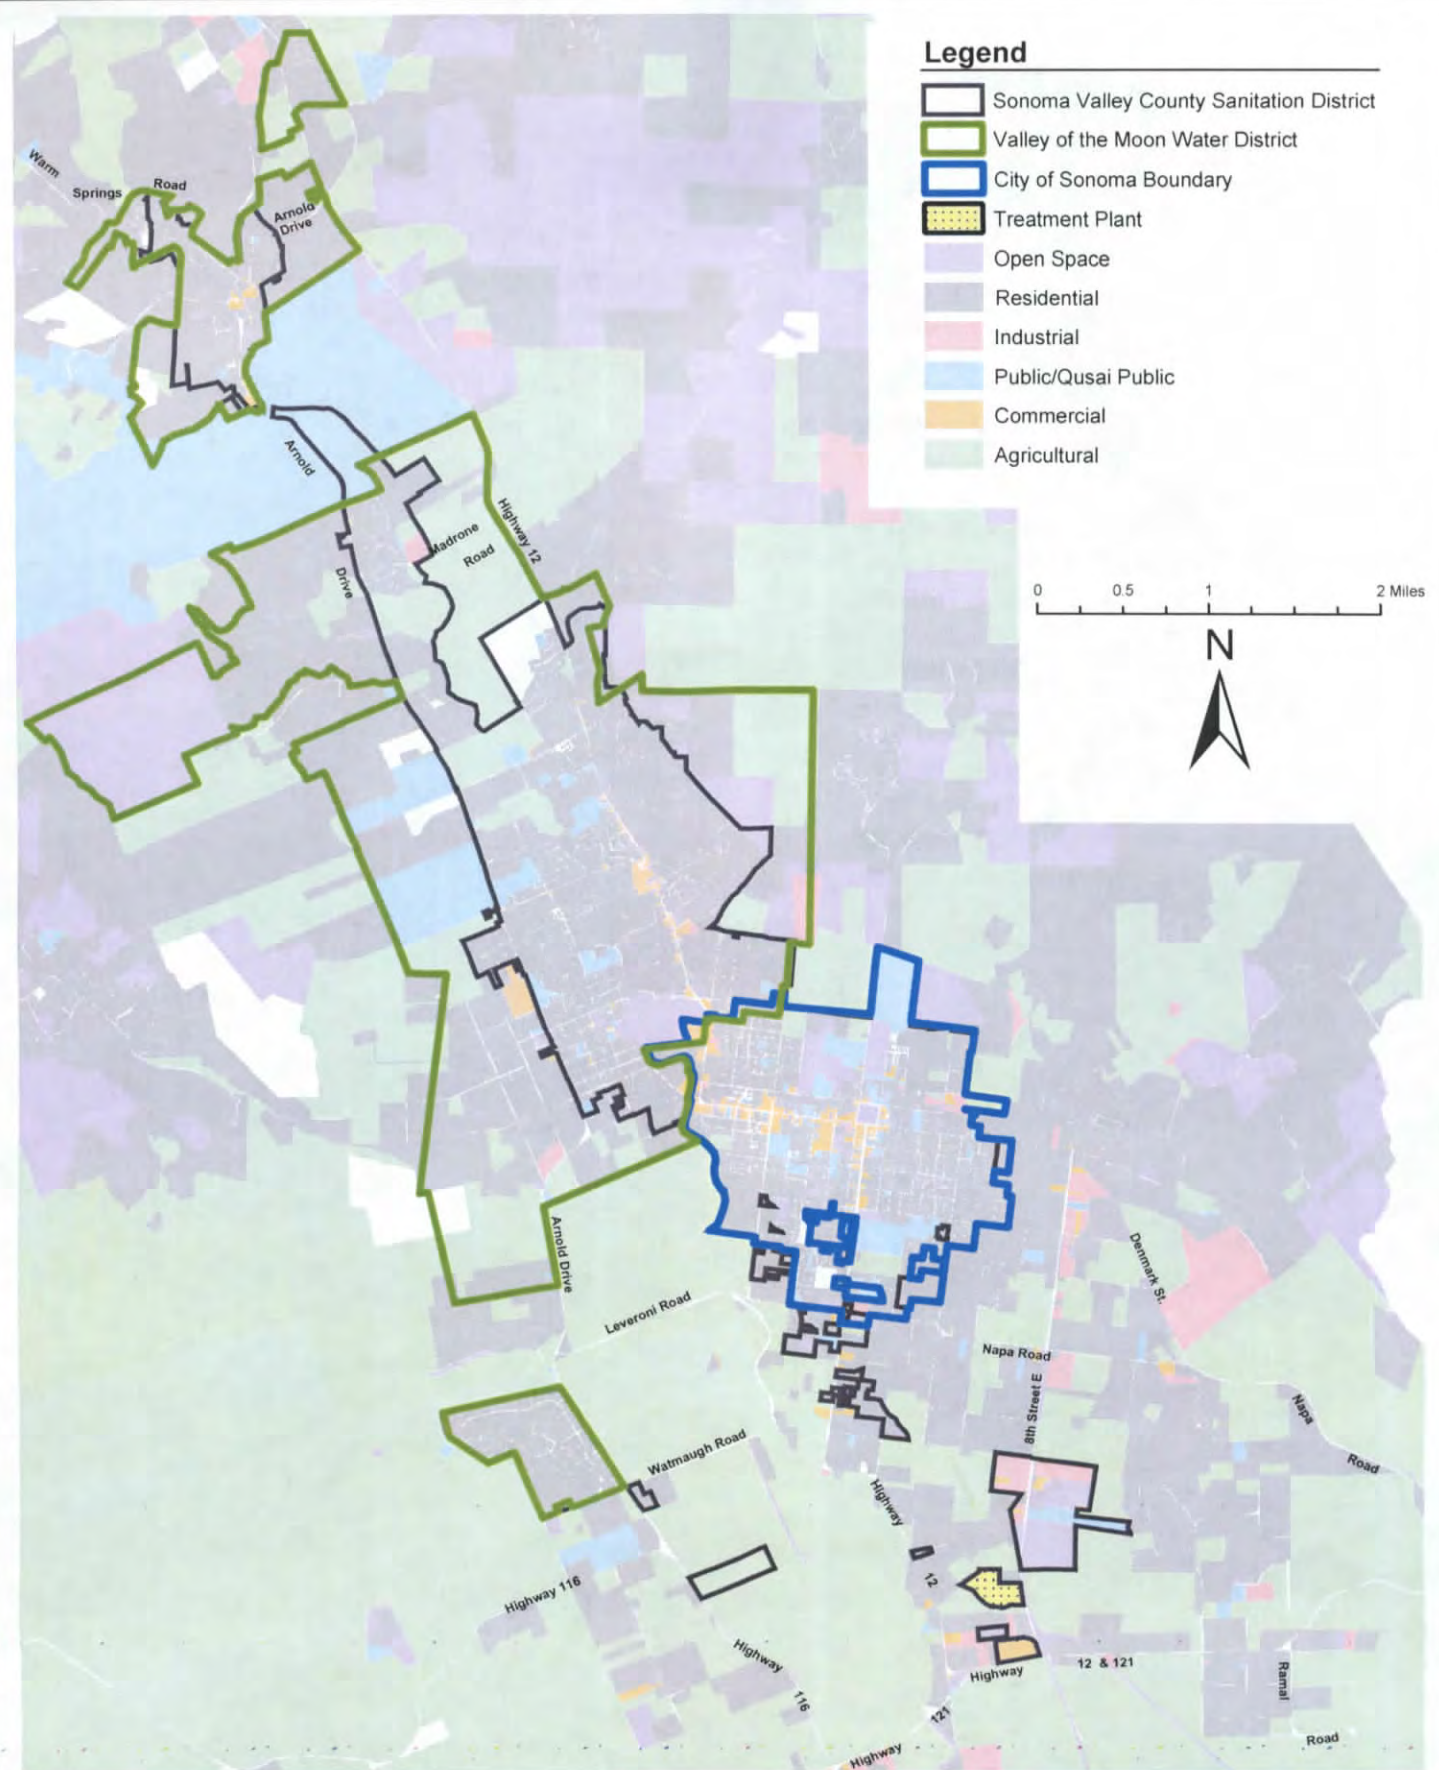 Legend
Sonoma Valley County Sanitation District
Valley of the Moon Water District
City of Sonoma Boundary
Treatment Plant
Open Space
Residential
Industrial
Public/Qusai Public
Commercial
Agricultural
0 0.5 1 2 Miles
N
Warm
Springs
Road
Arnold
Drive
Arnold
Drive
Madrone
Road
Highway 12
Arnold Drive
Leveroni Road
Watmaugh Road
Napa Road
8th Street E
Denmark St.
Napa
Road
Highway
12
Highway 116
Highway
116
Highway
12 & 121
121
Highway
Ramal
Road